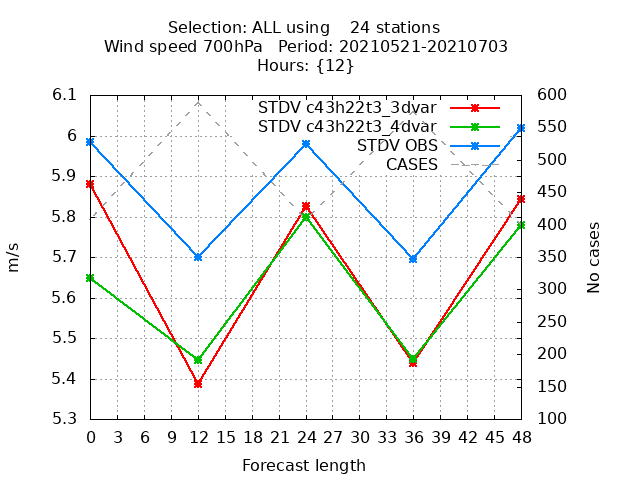 Selection: ALL using    24 stations
Wind speed 700hPa   Period: 20210521-20210703
Hours: {12}
STDV c43h22t3_3dvar
STDV c43h22t3_4dvar
STDV OBS
CASES
6.1
6
5.9
5.8
5.7
5.6
5.5
5.4
5.3
m/s
600
550
500
450
400
350
300
250
200
150
100
No cases
0 3 6 9 12 15 18 21 24 27 30 33 36 39 42 45 48
Forecast length